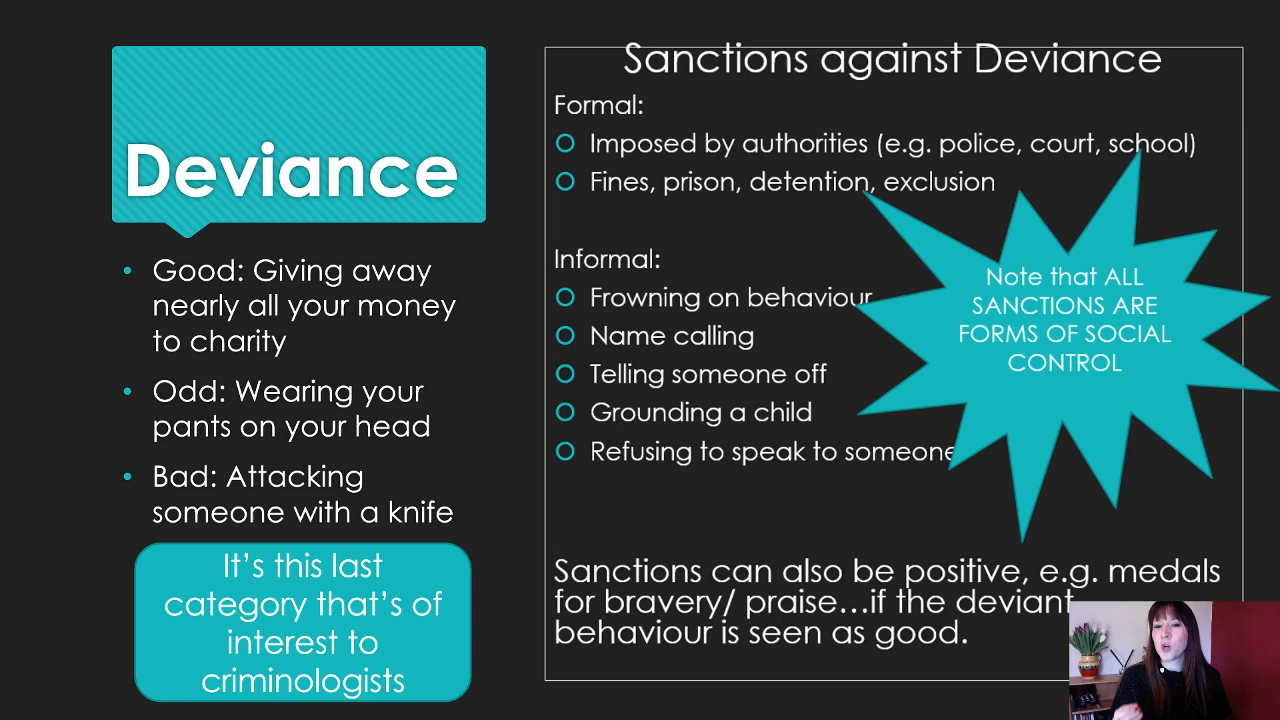 Deviance
Good: Giving away
nearly all your money
to charity
Odd: Wearing your
pants on your head
Bad: Attacking
someone with a knife
It's this last
category that's of
interest to
criminologists
Sanctions against Deviance
Formal:
Imposed by authorities (e.g. police, court, school)
Fines, prison, detention, exclusion
Informal:
Frowning on behaviour
Name calling
Telling someone off
Grounding a child
Refusing to speak to someone
Note that ALL
SANCTIONS ARE
FORMS OF SOCIAL
CONTROL
Sanctions can also be positive, e.g. medals
for bravery/ praise…if the deviant
behaviour is seen as good.